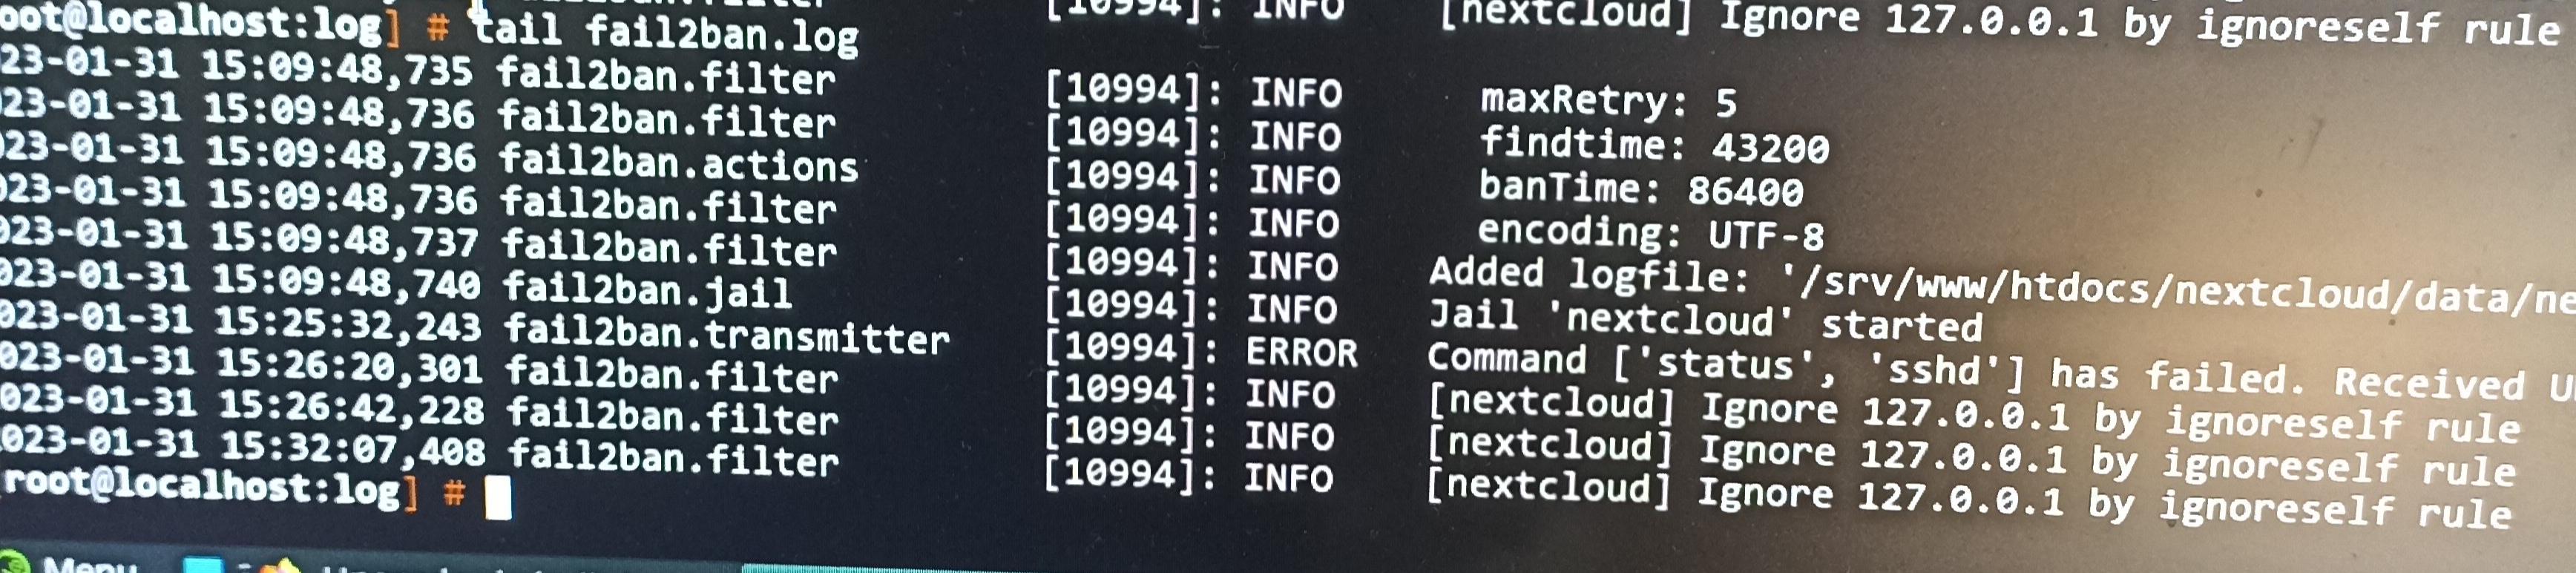 [10994]: INFO [nextcloud] Ignore 127.0.0.1 by ignoreself rule
oot@localhost:log] # tail fail2ban.log
23-01-31 15:09:48,735 fail2ban.filter [10994]: INFO maxRetry: 5
23-01-31 15:09:48,736 fail2ban.filter [10994]: INFO findtime: 43200
23-01-31 15:09:48,736 fail2ban.actions [10994]: INFO banTime: 86400
023-01-31 15:09:48,736 fail2ban.filter [10994]: INFO encoding: UTF-8
023-01-31 15:09:48,737 fail2ban.filter [10994]: INFO Added logfile: '/srv/www/htdocs/nextcloud/data/ne
023-01-31 15:09:48,740 fail2ban.jail [10994]: INFO Jail 'nextcloud' started
023-01-31 15:25:32,243 fail2ban.transmitter [10994]: ERROR Command ['status', 'sshd'] has failed. Received U
023-01-31 15:26:20,301 fail2ban.filter [10994]: INFO [nextcloud] Ignore 127.0.0.1 by ignoreself rule
023-01-31 15:26:42,228 fail2ban.filter [10994]: INFO [nextcloud] Ignore 127.0.0.1 by ignoreself rule
023-01-31 15:32:07,408 fail2ban.filter [10994]: INFO [nextcloud] Ignore 127.0.0.1 by ignoreself rule
root@localhost:log] #
Menu